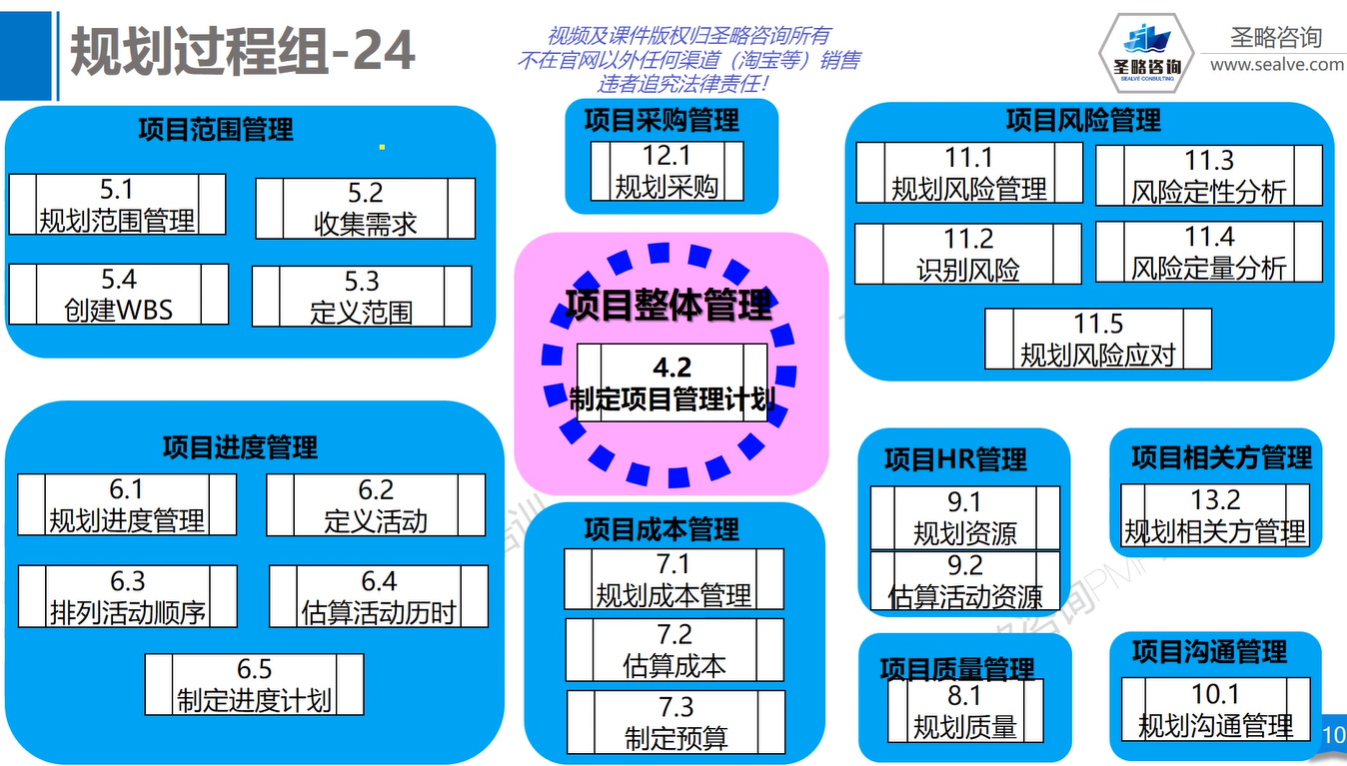 规划过程组-24
视频及课件版权归圣略咨询所有
不在官网以外任何渠道（淘宝等）销售
违者追究法律责任！
圣略咨询
SEALVE CONSULTING
圣略咨询
www.sealve.com
项目范围管理
5.1
规划范围管理
5.2
收集需求
5.4
创建WBS
5.3
定义范围
项目采购管理
12.1
规划采购
项目风险管理
11.1
规划风险管理
11.3
风险定性分析
11.2
识别风险
11.4
风险定量分析
11.5
规划风险应对
项目整体管理
4.2
制定项目管理计划
项目进度管理
6.1
规划进度管理
6.2
定义活动
6.3
排列活动顺序
6.4
估算活动历时
6.5
制定进度计划
项目成本管理
7.1
规划成本管理
7.2
估算成本
7.3
制定预算
项目HR管理
9.1
规划资源
9.2
估算活动资源
项目相关方管理
13.2
规划相关方管理
项目质量管理
8.1
规划质量
项目沟通管理
10.1
规划沟通管理
10